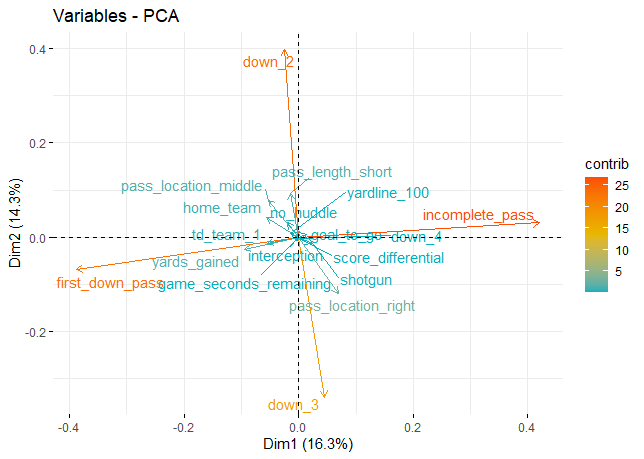 Variables - PCA
0.4
down_2
contrib
25
0.2
pass_length_short
20
pass_location_middle
yardline_100
home_team
no_huddle
15
incomplete_pass
Dim2 (14.3%)
0.0
td_team_1
goal_to_go
down_4
10
yards_gained
interception
score_differential
5
first_down_pass
game_seconds_remaining
shotgun
pass_location_right
-0.2
down_3
-0.4
-0.2
0.0
0.2
0.4
Dim1 (16.3%)